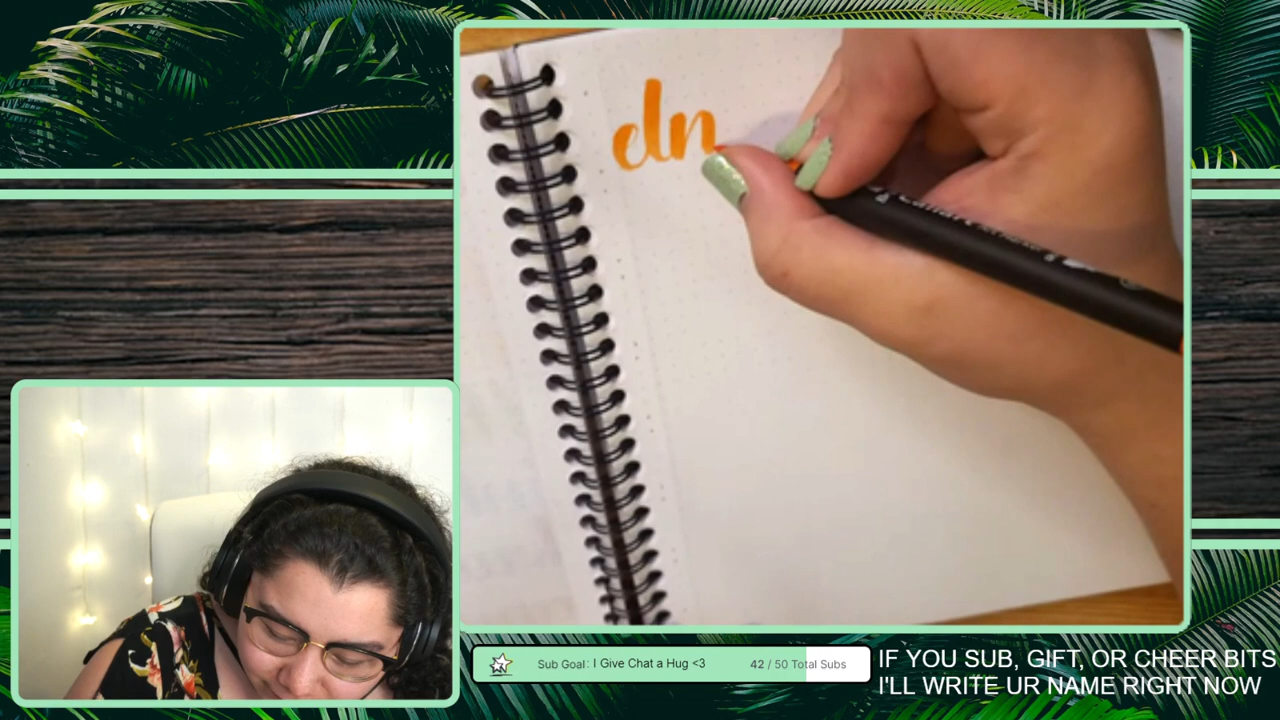 dn
Sub Goal: I Give Chat a Hug <3 42 / 50 Total Subs
IF YOU SUB, GIFT, OR CHEER BITS
I'LL WRITE UR NAME RIGHT NOW